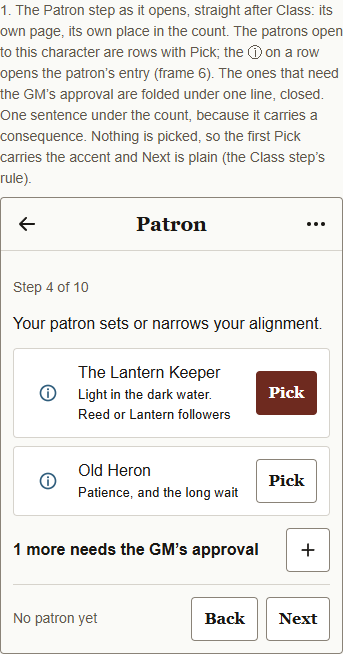 1. The Patron step as it opens, straight after Class: its
own page, its own place in the count. The patrons open
to this character are rows with Pick; the ⓘ on a row
opens the patron’s entry (frame 6). The ones that need
the GM’s approval are folded under one line, closed.
One sentence under the count, because it carries a
consequence. Nothing is picked, so the first Pick
carries the accent and Next is plain (the Class step’s
rule).
Patron
Step 4 of 10
Your patron sets or narrows your alignment.
The Lantern Keeper
Light in the dark water.
Reed or Lantern followers
Pick
Old Heron
Patience, and the long wait
Pick
1 more needs the GM’s approval
No patron yet
Back
Next